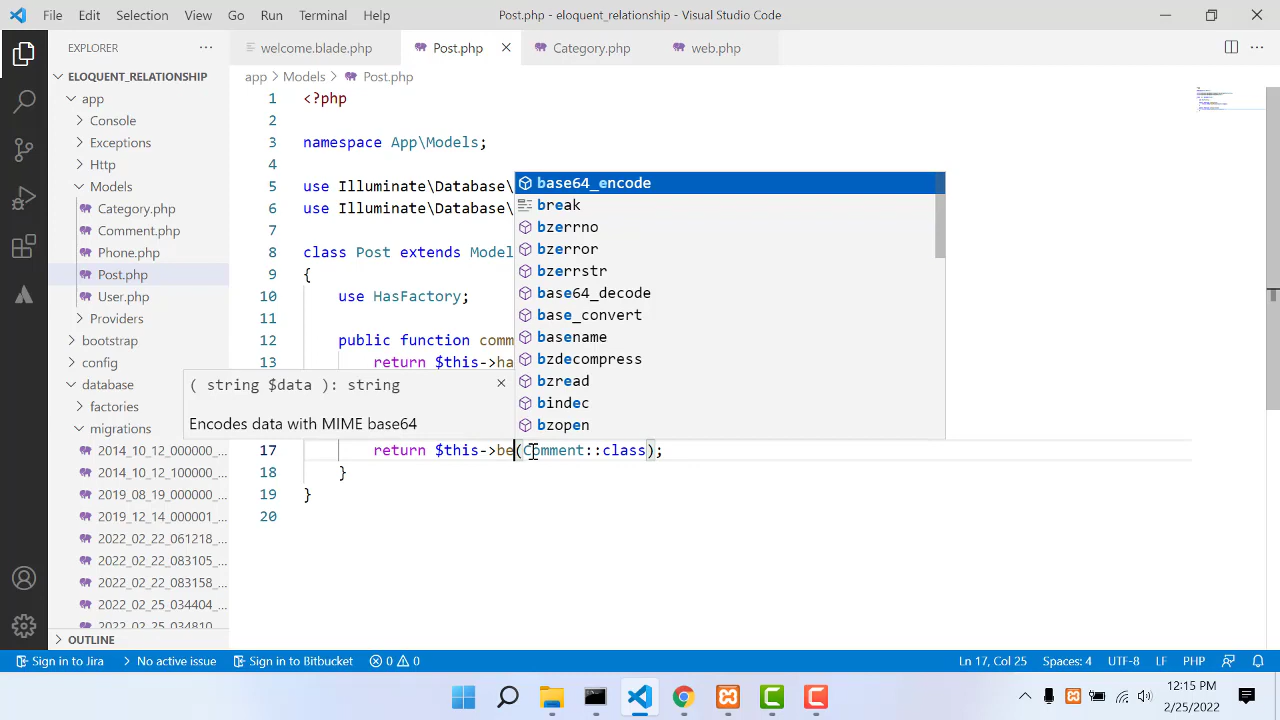 File Edit Selection View Go Run Terminal Help Post.php - eloquent_relationship - Visual Studio Code
EXPLORER
welcome.blade.php Post.php Category.php web.php
ELOQUENT_RELATIONSHIP
app
Console
Exceptions
Http
Models
Category.php
Comment.php
Phone.php
Post.php
User.php
Providers
bootstrap
config
database
factories
migrations
2014_10_12_000000_...
2014_10_12_100000_...
2019_08_19_000000_...
2019_12_14_000001_...
2022_02_22_061218_...
2022_02_22_083105_...
2022_02_22_083158_...
2022_02_25_034404_...
2022_02_25_034810_...
OUTLINE
app > Models > Post.php
1 <?php
2
3 namespace App\Models;
4
5 use Illuminate\Database\
6 use Illuminate\Database\
7
8 class Post extends Model
9 {
10 use HasFactory;
11
12 public function comm
13 return $this->ha
17 return $this->be(Comment::class);
18 }
19 }
20
base64_encode
break
bzerrno
bzerror
bzerrstr
base64_decode
base_convert
basename
bzdecompress
bzread
bindec
bzopen
( string $data ): string
Encodes data with MIME base64
Sign in to Jira No active issue Sign in to Bitbucket 0 0 Ln 17, Col 25 Spaces: 4 UTF-8 LF PHP
12:15 PM
2/25/2022